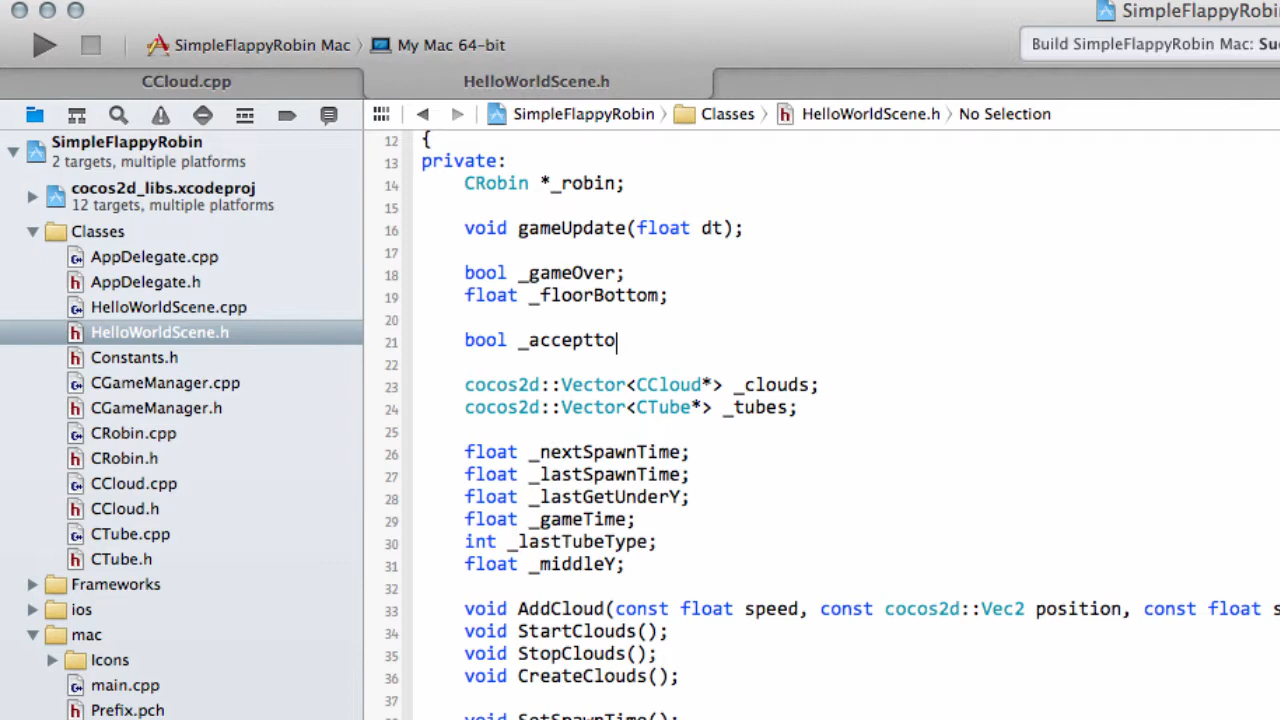 SimpleFlappyRobin
SimpleFlappyRobin Mac My Mac 64-bit
Build SimpleFlappyRobin Mac:
CCloud.cpp
HelloWorldScene.h
SimpleFlappyRobin Classes HelloWorldScene.h No Selection
SimpleFlappyRobin
2 targets, multiple platforms
cocos2d_libs.xcodeproj
12 targets, multiple platforms
Classes
AppDelegate.cpp
AppDelegate.h
HelloWorldScene.cpp
HelloWorldScene.h
Constants.h
CGameManager.cpp
CGameManager.h
CRobin.cpp
CRobin.h
CCloud.cpp
CCloud.h
CTube.cpp
CTube.h
Frameworks
ios
mac
Icons
main.cpp
Prefix.pch
12 {
13 private:
14 CRobin *_robin;
15
16 void gameUpdate(float dt);
17
18 bool _gameOver;
19 float _floorBottom;
20
21 bool _acceptto
22
23 cocos2d::Vector<CCloud*> _clouds;
24 cocos2d::Vector<CTube*> _tubes;
25
26 float _nextSpawnTime;
27 float _lastSpawnTime;
28 float _lastGetUnderY;
29 float _gameTime;
30 int _lastTubeType;
31 float _middleY;
32
33 void AddCloud(const float speed, const cocos2d::Vec2 position, const float s
34 void StartClouds();
35 void StopClouds();
36 void CreateClouds();
37
void SetSpawnTime();